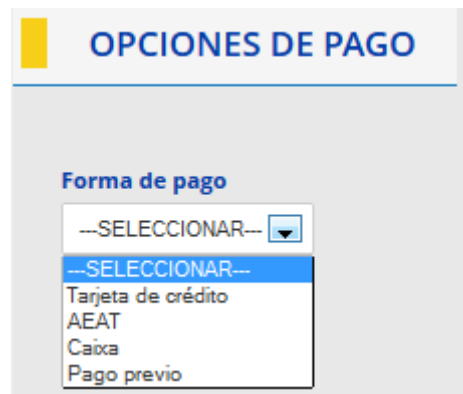 OPCIONES DE PAGO
Forma de pago
---SELECCIONAR---
---SELECCIONAR---
Tarjeta de crédito
AEAT
Caixa
Pago previo